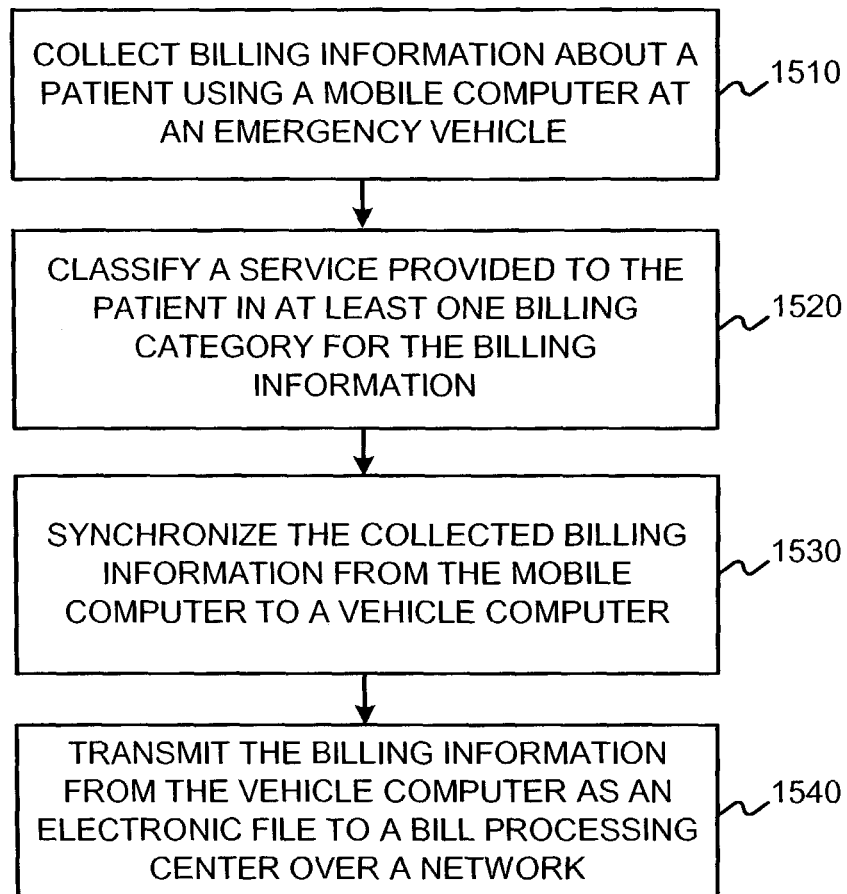 COLLECT BILLING INFORMATION ABOUT A
PATIENT USING A MOBILE COMPUTER AT
AN EMERGENCY VEHICLE
1510
CLASSIFY A SERVICE PROVIDED TO THE
PATIENT IN AT LEAST ONE BILLING
CATEGORY FOR THE BILLING
INFORMATION
1520
SYNCHRONIZE THE COLLECTED BILLING
INFORMATION FROM THE MOBILE
COMPUTER TO A VEHICLE COMPUTER
1530
TRANSMIT THE BILLING INFORMATION
FROM THE VEHICLE COMPUTER AS AN
ELECTRONIC FILE TO A BILL PROCESSING
CENTER OVER A NETWORK
1540